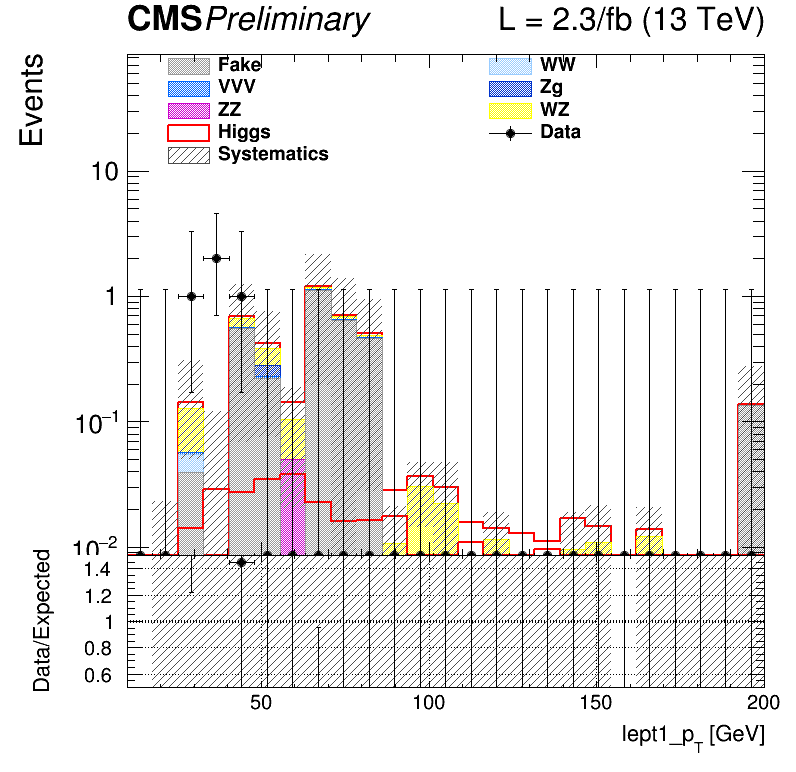 CMS Preliminary L = 2.3/fb (13 TeV)
Events
Fake WW
VVV Zg
ZZ WZ
Higgs Data
Systematics
10
1
10⁻¹
10⁻²
Data/Expected
1.4
1.2
1
0.8
0.6
50 100 150 200
lept1_p_T [GeV]